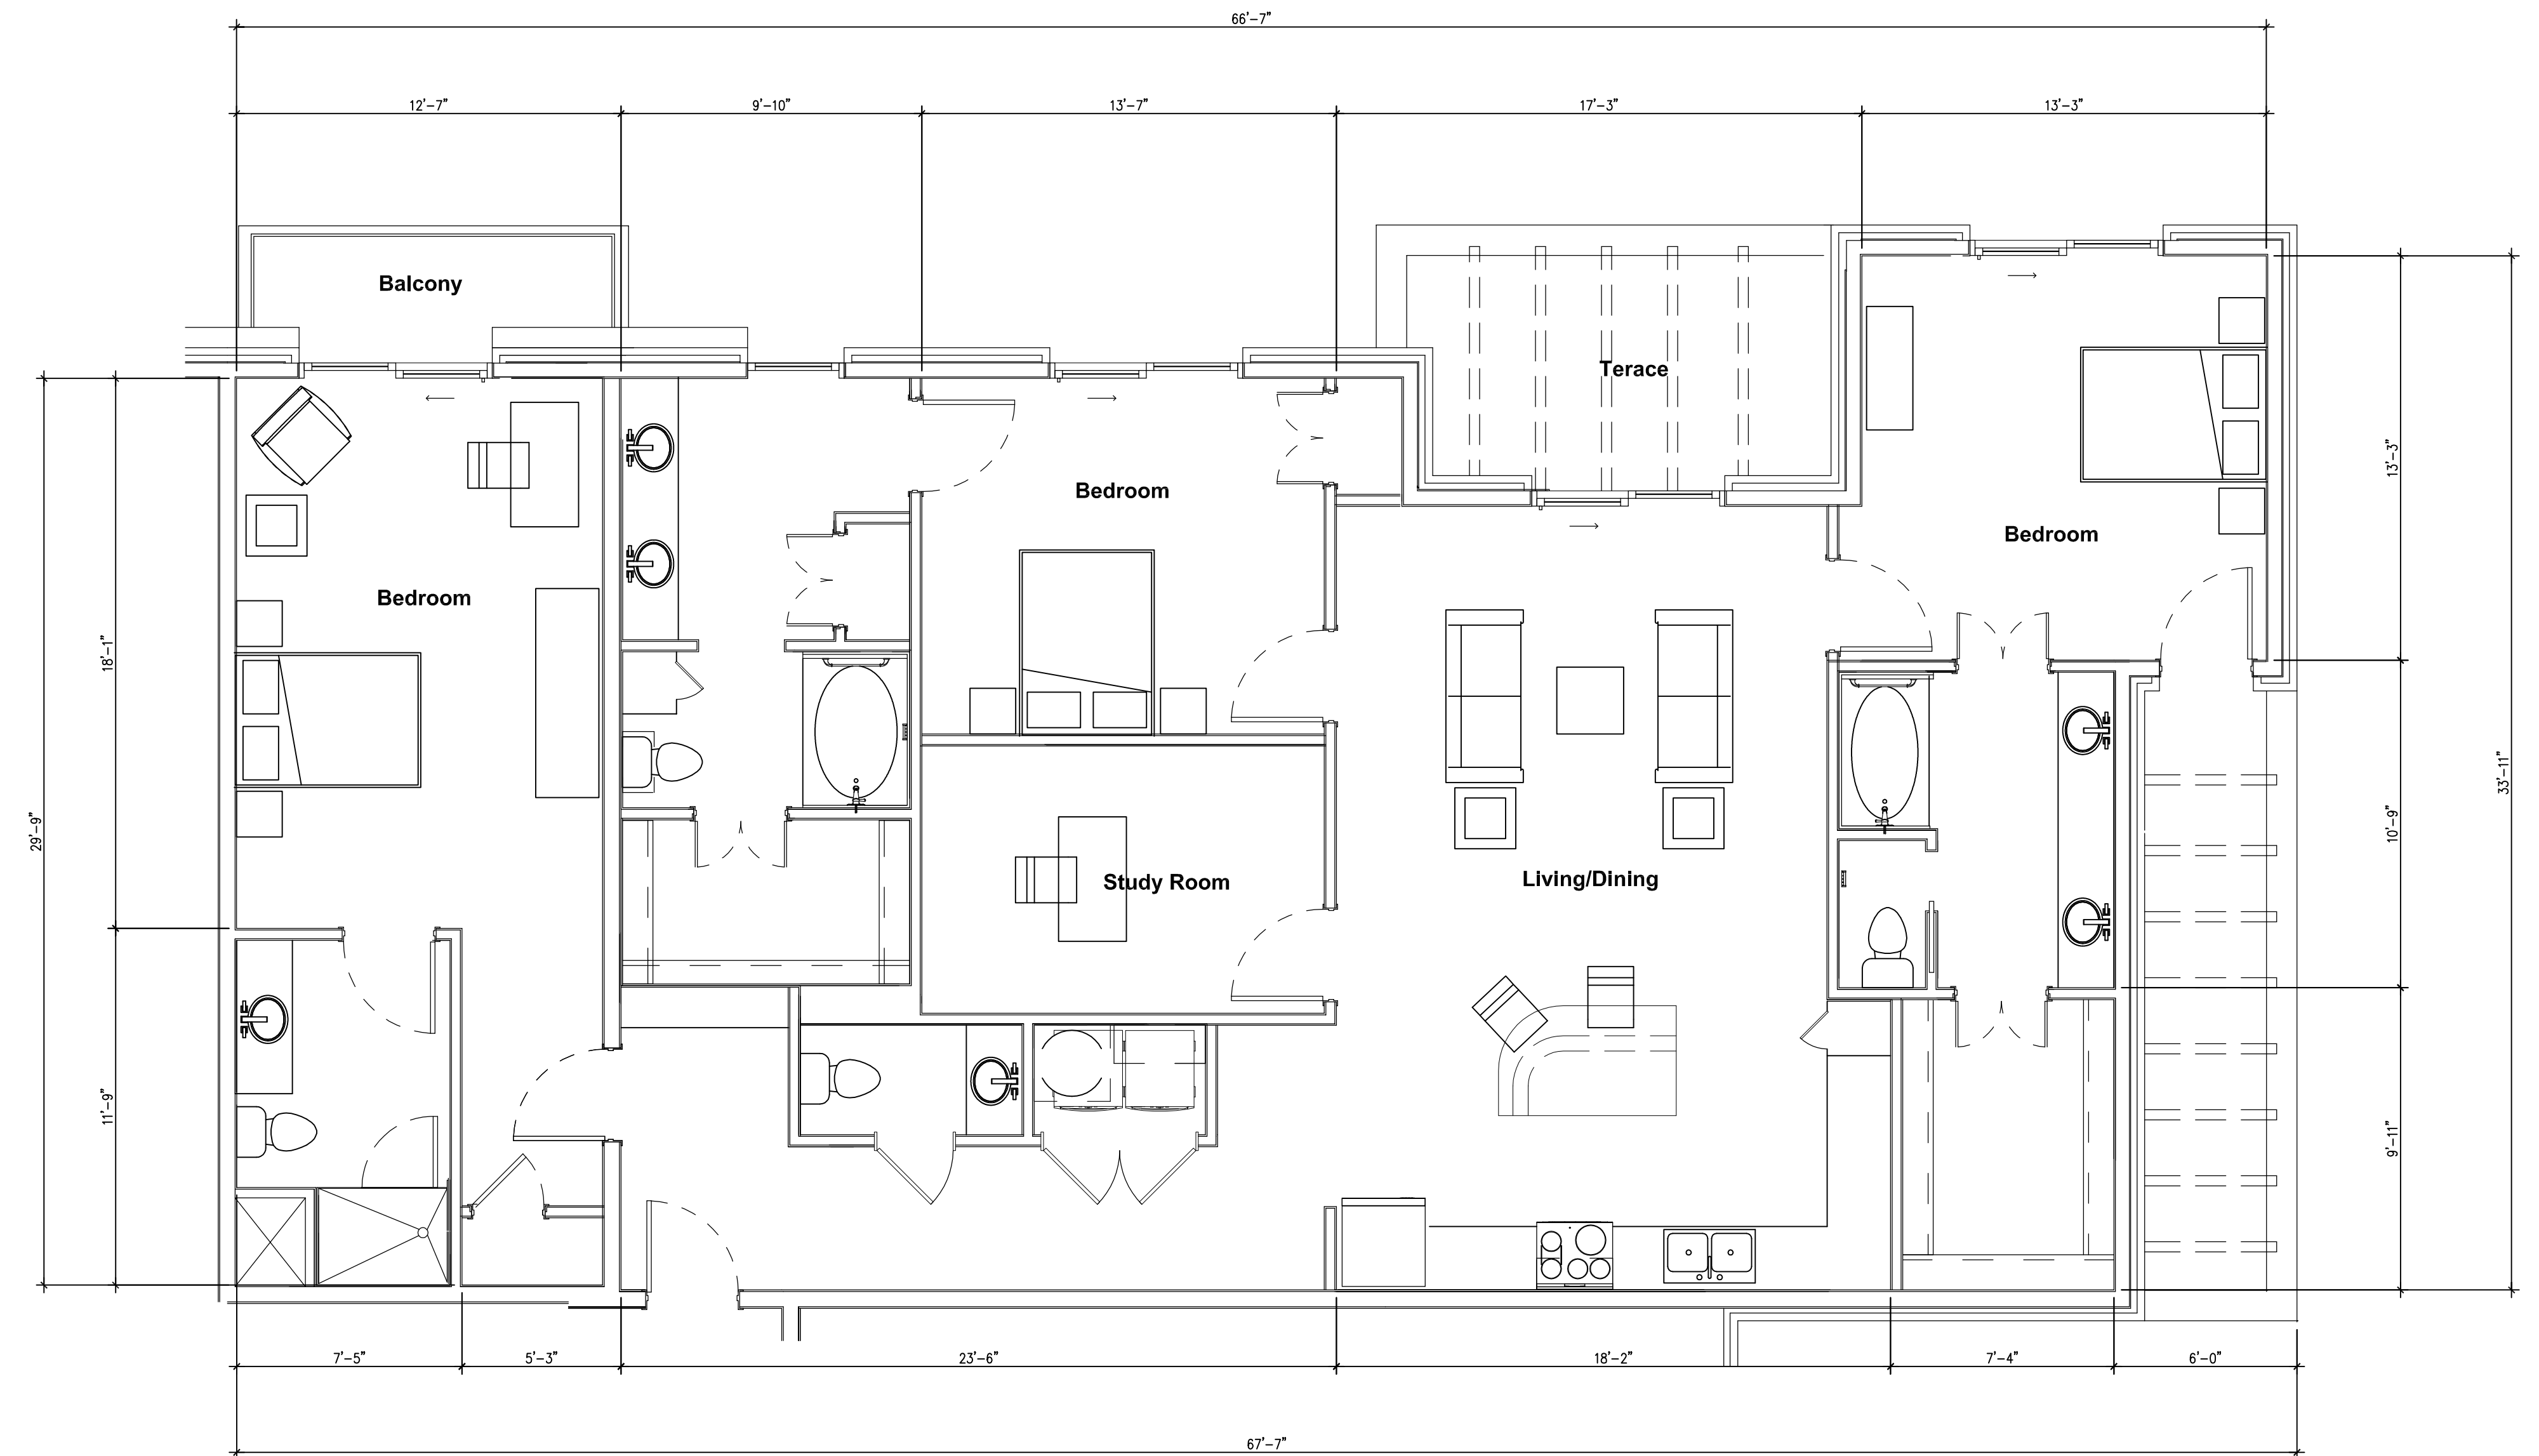 66'-7"
12'-7"
9'-10"
13'-7"
17'-3"
13'-3"
Balcony
Terace
Bedroom
Bedroom
Bedroom
13'-3"
18'-1"
29'-9"
33'-11"
10'-9"
Study Room
Living/Dining
11'-9"
9'-11"
7'-5"
5'-3"
23'-6"
18'-2"
7'-4"
6'-0"
67'-7"